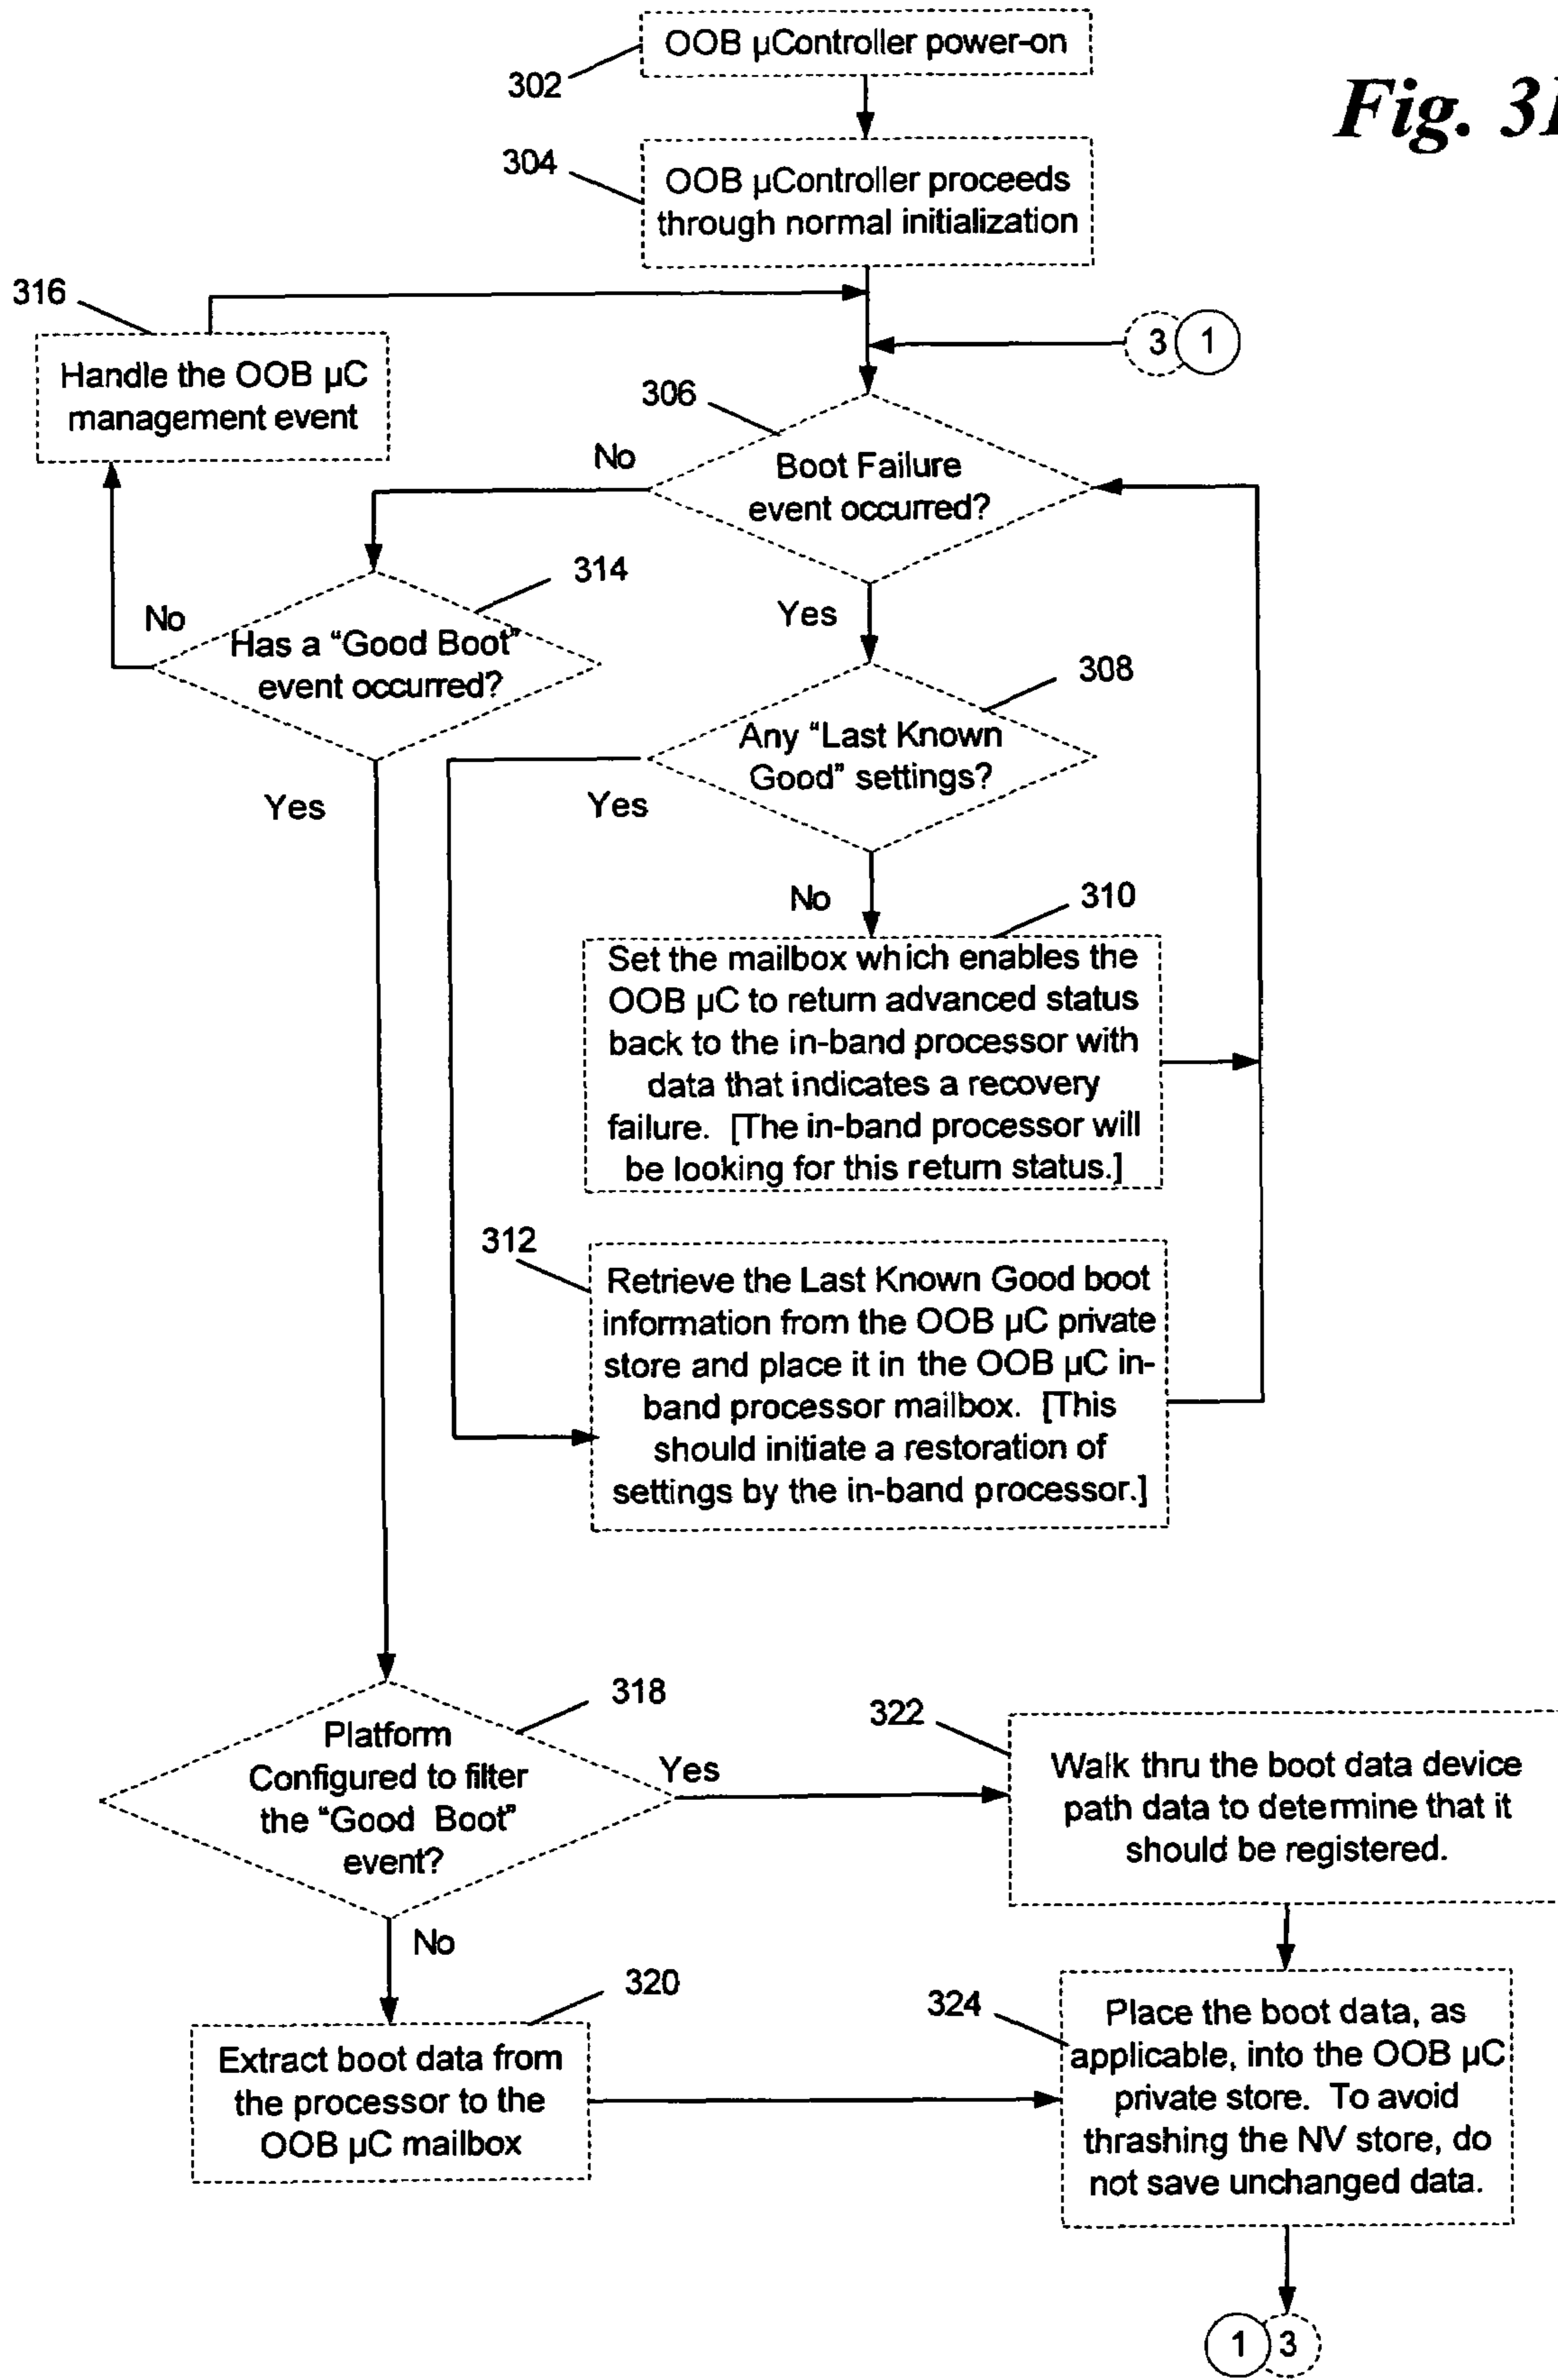 302
OOB µController power-on
Fig. 3
304
OOB µController proceeds
through normal initialization
316
Handle the OOB µC
management event
3
1
306
Boot Failure
event occurred?
No
Yes
314
Has a “Good Boot”
event occurred?
No
Yes
308
Any “Last Known
Good” settings?
Yes
No
310
Set the mailbox which enables the
OOB µC to return advanced status
back to the in-band processor with
data that indicates a recovery
failure. [The in-band processor will
be looking for this return status.]
312
Retrieve the Last Known Good boot
information from the OOB µC private
store and place it in the OOB µC in-
band processor mailbox. [This
should initiate a restoration of
settings by the in-band processor.]
318
Platform
Configured to filter
the “Good Boot”
event?
Yes
No
322
Walk thru the boot data device
path data to determine that it
should be registered.
320
Extract boot data from
the processor to the
OOB µC mailbox
324
Place the boot data, as
applicable, into the OOB µC
private store. To avoid
thrashing the NV store, do
not save unchanged data.
1
3